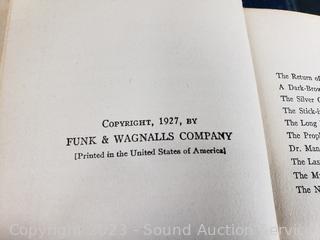 COPYRIGHT, 1927, BY
FUNK & WAGNALLS COMPANY
[Printed in the United States of America]
The Return of
A Dark-Brow
The Silver C
The Stick-i
The Long
The Prop
Dr. Man
The Las
The M
The N
Copyright 2023 - Sound Auction Service